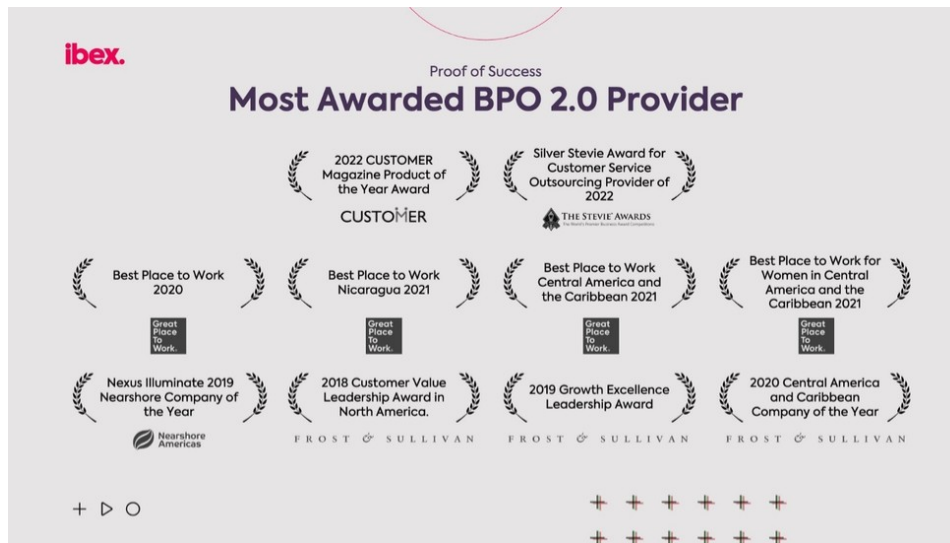 ibex.
Proof of Success
Most Awarded BPO 2.0 Provider
2022 CUSTOMER
Magazine Product of
the Year Award
CUSTOMER
Silver Stevie Award for
Customer Service
Outsourcing Provider of
2022
THE STEVIE® AWARDS
The World's Premier Business Award Competitions
Best Place to Work
2020
Great
Place
To
Work.
Best Place to Work
Nicaragua 2021
Great
Place
To
Work.
Best Place to Work
Central America and
the Caribbean 2021
Great
Place
To
Work.
Best Place to Work for
Women in Central
America and the
Caribbean 2021
Great
Place
To
Work.
Nexus Illuminate 2019
Nearshore Company of
the Year
Nearshore
Americas
2018 Customer Value
Leadership Award in
North America.
FROST & SULLIVAN
2019 Growth Excellence
Leadership Award
FROST & SULLIVAN
2020 Central America
and Caribbean
Company of the Year
FROST & SULLIVAN